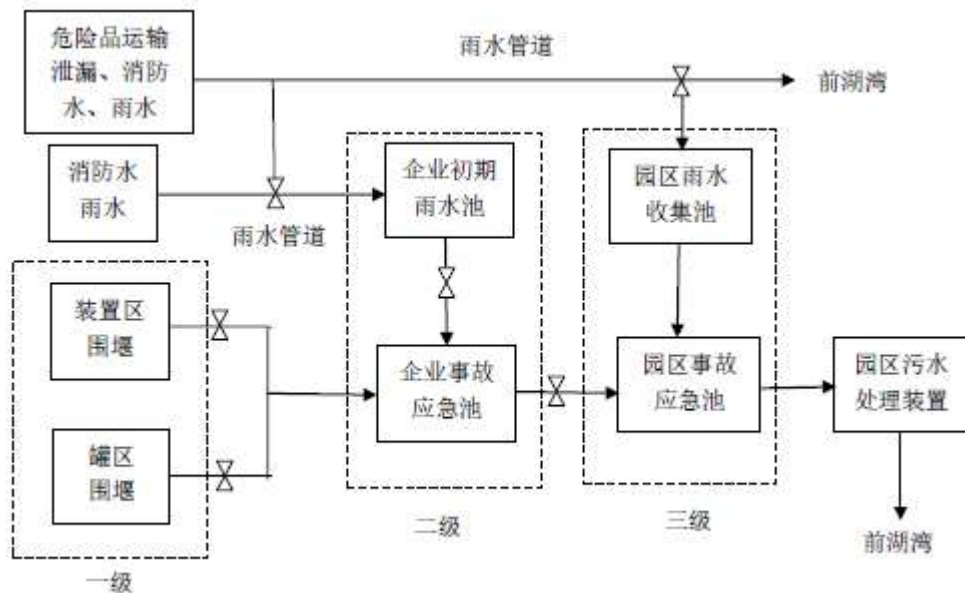 危险品运输
泄漏、消防
水、雨水
雨水管道
前湖湾
消防水
雨水
雨水管道
企业初期
雨水池
园区雨水
收集池
装置区
围堰
企业事故
应急池
园区事故
应急池
园区污水
处理装置
罐区
围堰
一级
二级
三级
前湖湾